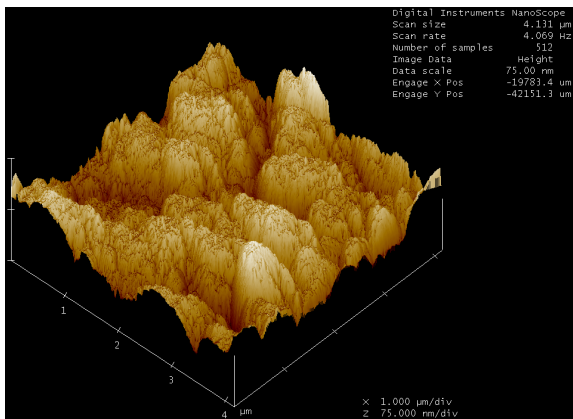 Digital Instruments NanoScope
Scan size 4.131 µm
Scan rate 4.069 Hz
Number of samples 512
Image Data Height
Data scale 75.00 nm
Engage X Pos -19783.4 um
Engage Y Pos -42151.3 um
1
2
3
4 µm
X 1.000 µm/div
Z 75.000 nm/div